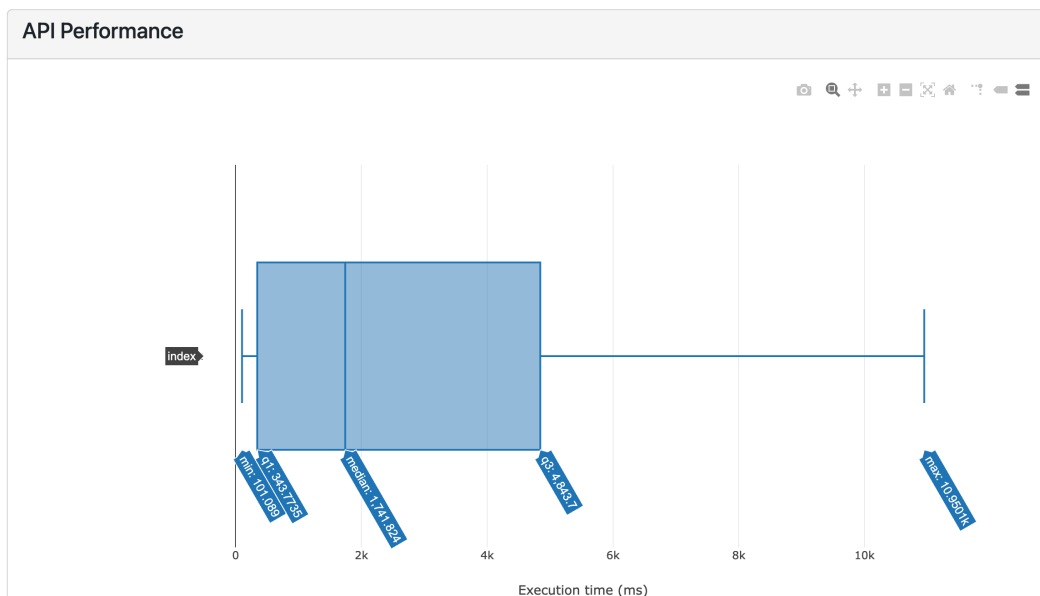 API Performance
index
min: 101.089
q1: 343.7735
median: 1,741.824
q3: 4,843.7
max: 10.9501k
0
2k
4k
6k
8k
10k
Execution time (ms)